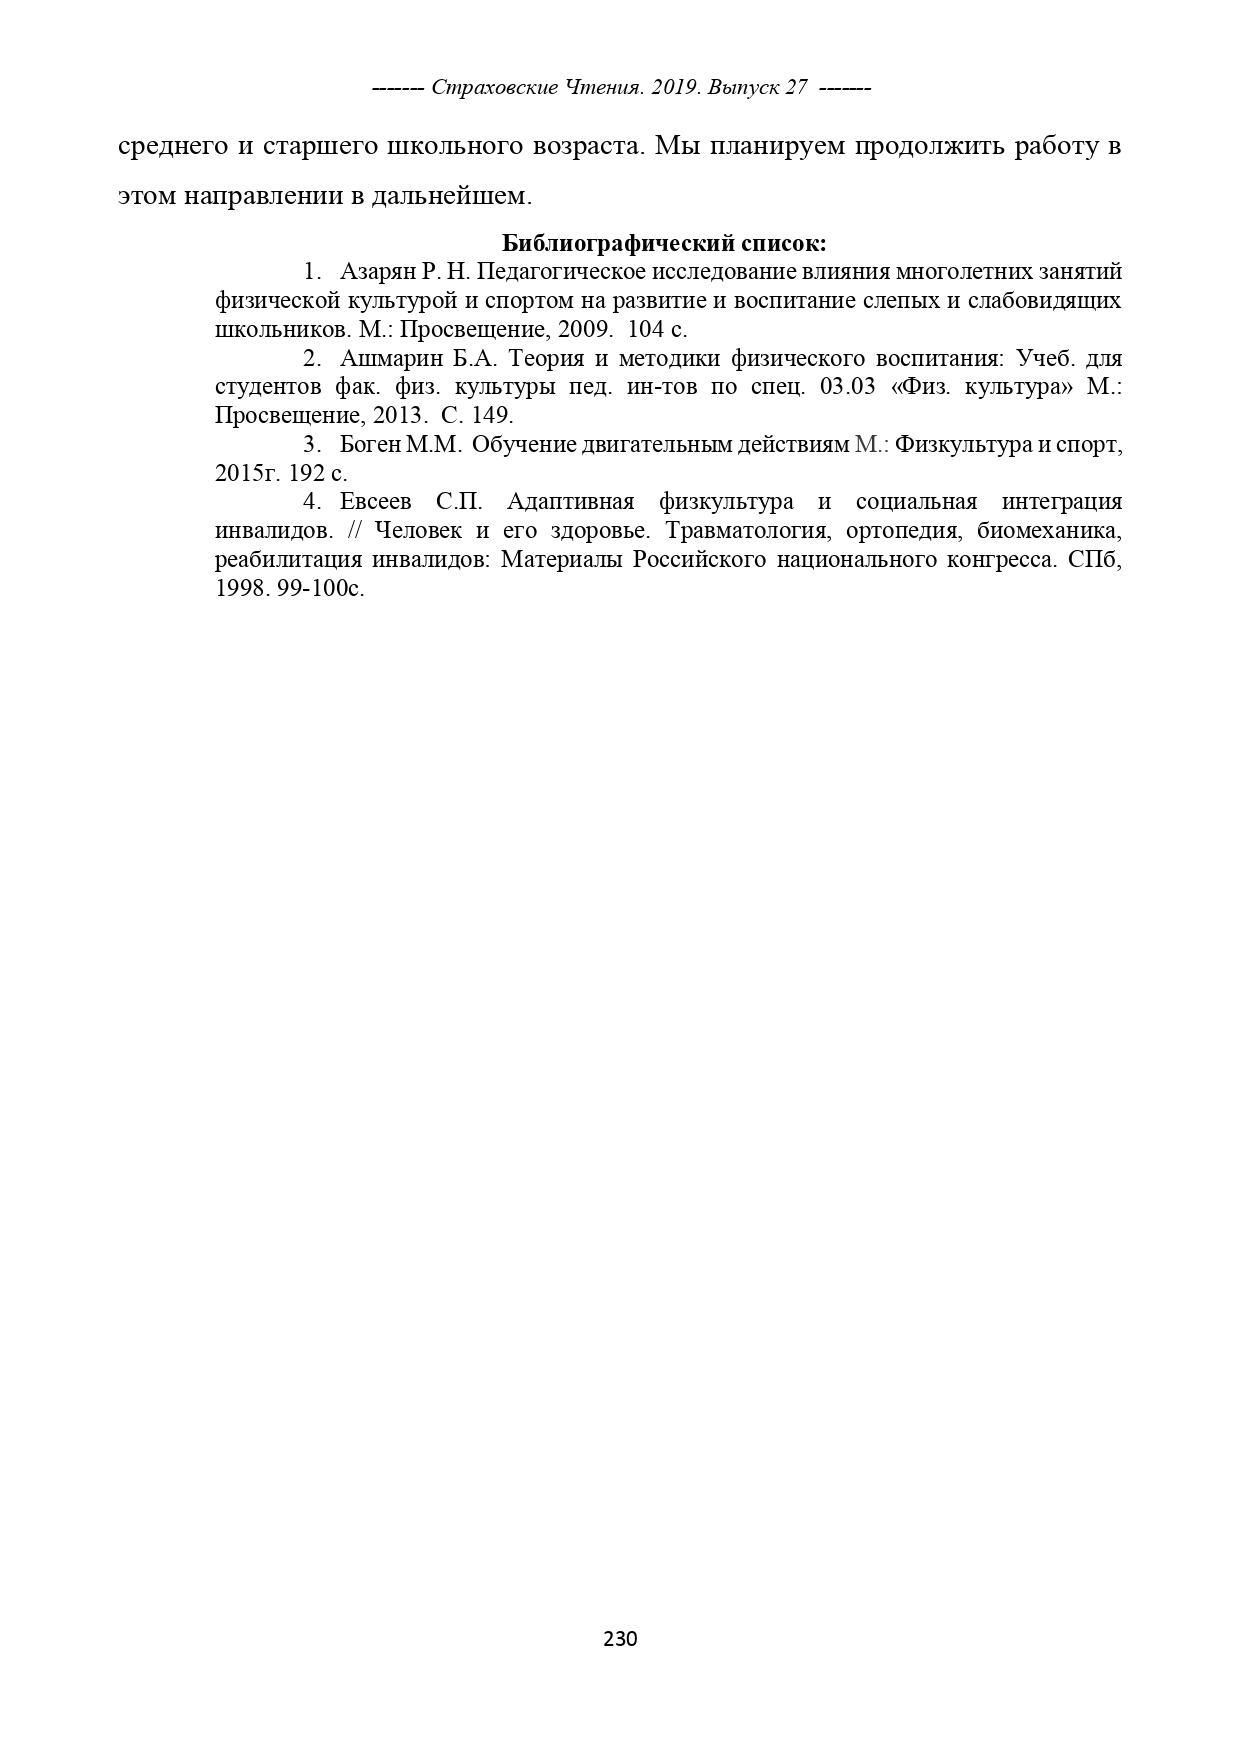 ------- Страховские Чтения. 2019. Выпуск 27 -------
среднего и старшего школьного возраста. Мы планируем продолжить работу в
этом направлении в дальнейшем.
Библиографический список:
1. Азарян Р. Н. Педагогическое исследование влияния многолетних занятий
физической культурой и спортом на развитие и воспитание слепых и слабовидящих
школьников. М.: Просвещение, 2009. 104 с.
2. Ашмарин Б.А. Теория и методики физического воспитания: Учеб. для
студентов фак. физ. культуры пед. ин-тов по спец. 03.03 «Физ. культура» М.:
Просвещение, 2013. С. 149.
3. Боген М.М. Обучение двигательным действиям М.: Физкультура и спорт,
2015г. 192 с.
4. Евсеев С.П. Адаптивная физкультура и социальная интеграция
инвалидов. // Человек и его здоровье. Травматология, ортопедия, биомеханика,
реабилитация инвалидов: Материалы Российского национального конгресса. СПб,
1998. 99-100с.
230